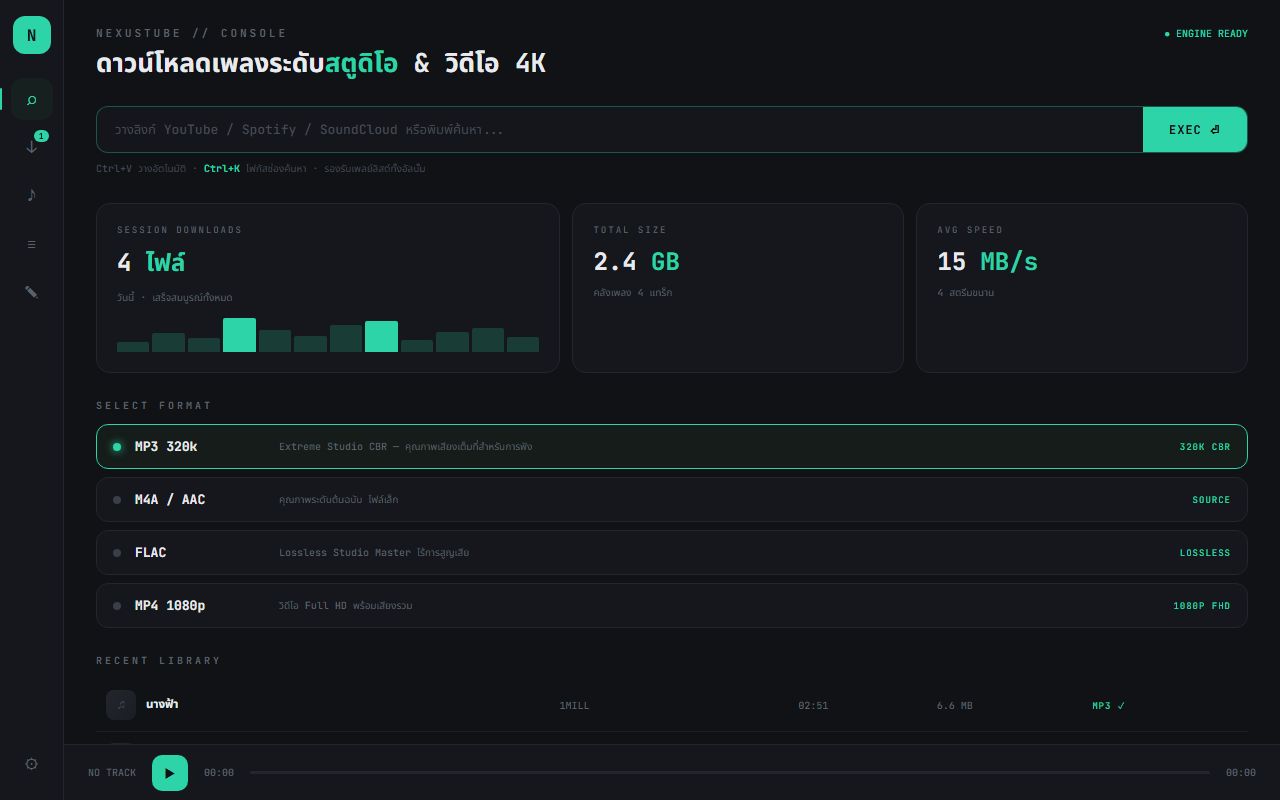 N
NEXUSTUBE // CONSOLE
ENGINE READY
ดาวน์โหลดเพลงระดับสตูดิโอ & วิดีโอ 4K
1
วางลิงก์ YouTube / Spotify / SoundCloud หรือพิมพ์ค้นหา...
EXEC ⏎
Ctrl+V วางอัตโนมัติ · Ctrl+K โฟกัสช่องค้นหา · รองรับเพลย์ลิสต์ทั้งอัลบั้ม
SESSION DOWNLOADS
4 ไฟล์
วันนี้ · เสร็จสมบูรณ์ทั้งหมด
TOTAL SIZE
2.4 GB
คลังเพลง 4 แทร็ก
AVG SPEED
15 MB/s
4 สตรีมขนาน
SELECT FORMAT
MP3 320k Extreme Studio CBR — คุณภาพเสียงเต็มที่สำหรับการฟัง 320K CBR
M4A / AAC คุณภาพระดับต้นฉบับ ไฟล์เล็ก SOURCE
FLAC Lossless Studio Master ไร้การสูญเสีย LOSSLESS
MP4 1080p วิดีโอ Full HD พร้อมเสียงรวม 1080P FHD
RECENT LIBRARY
นางฟ้า 1MILL 02:51 6.6 MB MP3 ✓
NO TRACK 00:00 00:00